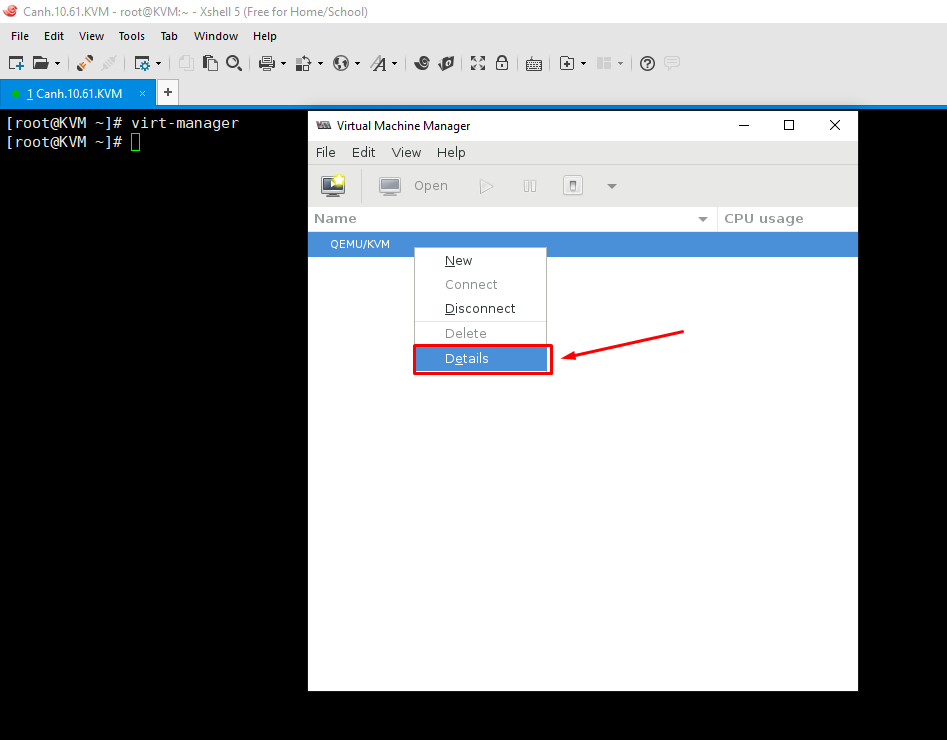 Canh.10.61.KVM - root@KVM:~ - Xshell 5 (Free for Home/School)
File Edit View Tools Tab Window Help
1 Canh.10.61.KVM × +
[root@KVM ~]# virt-manager
[root@KVM ~]#
Virtual Machine Manager
File Edit View Help
Open
Name CPU usage
QEMU/KVM
New
Connect
Disconnect
Delete
Details